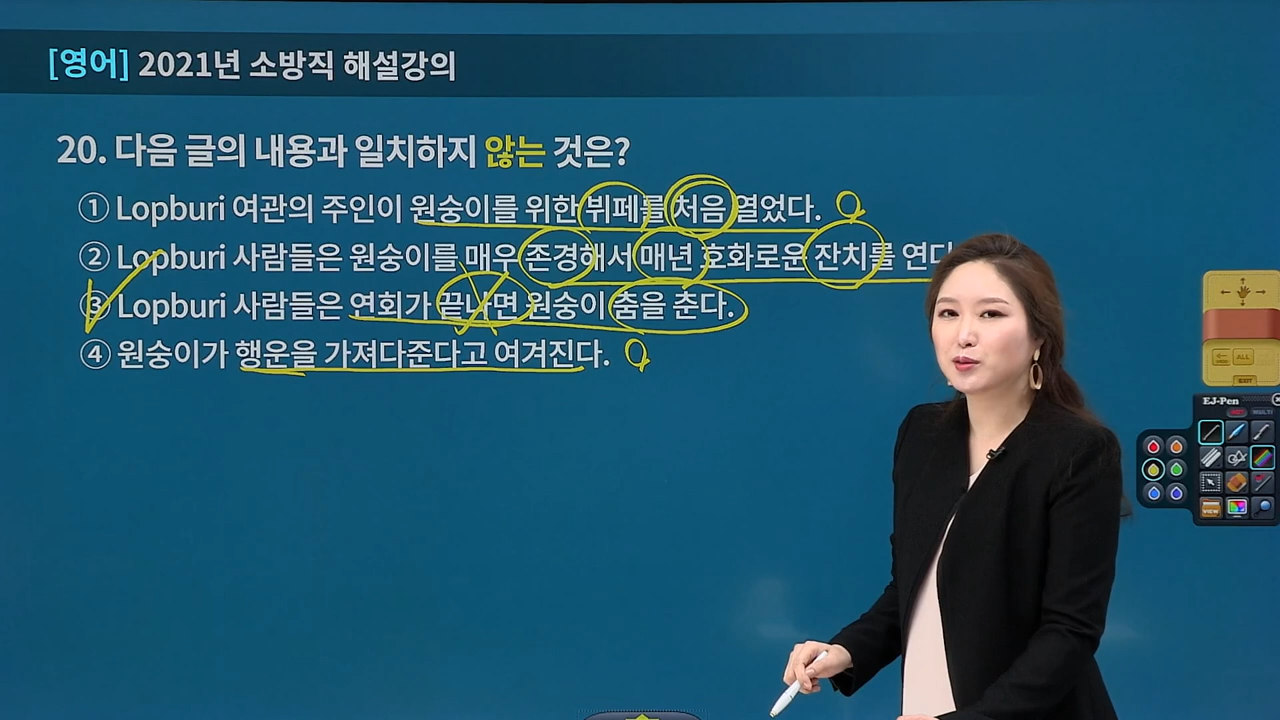 [영어] 2021년 소방직 해설강의
20. 다음 글의 내용과 일치하지 않는 것은?
① Lopburi 여관의 주인이 원숭이를 위한 뷔페를 처음 열었다.
② Lopburi 사람들은 원숭이를 매우 존경해서 매년 호화로운 잔치를 연다
③ Lopburi 사람들은 연회가 끝나면 원숭이 춤을 춘다.
④ 원숭이가 행운을 가져다준다고 여겨진다.
ALL
EXIT
EJ-Pen
MULTI
VIEW